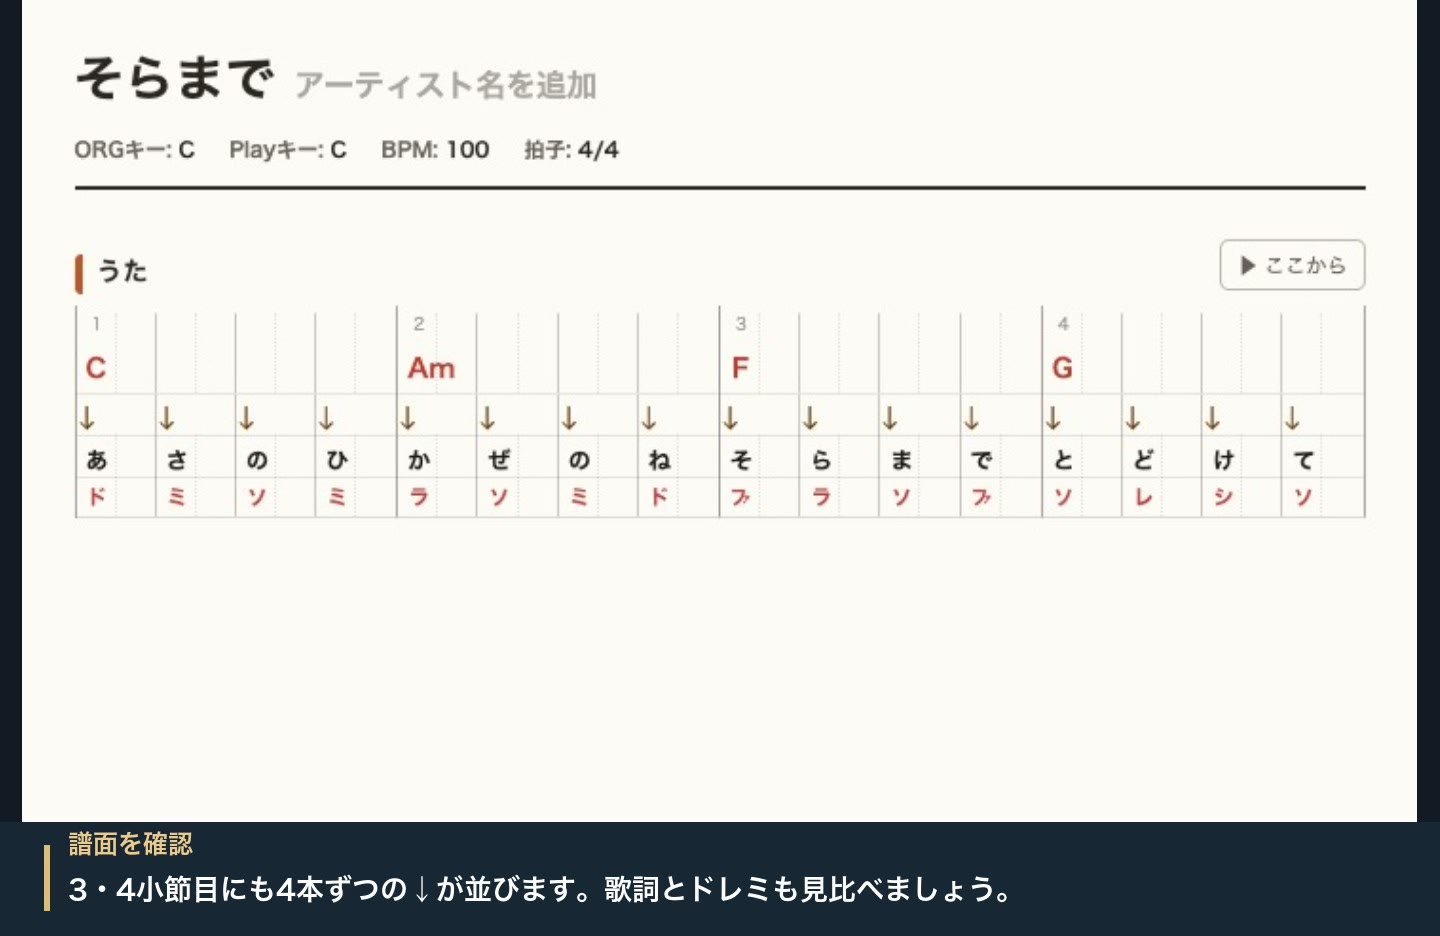 そらまで アーティスト名を追加
ORGキー: C Playキー: C BPM: 100 拍子: 4/4
うた
▶ ここから
1 2 3 4
C Am F G
↓ ↓ ↓ ↓ ↓ ↓ ↓ ↓ ↓ ↓ ↓ ↓ ↓ ↓ ↓ ↓
あ さ の ひ か ぜ の ね そ ら ま で と ど け て
ド ミ ソ ミ ラ ソ ミ ド ファ ラ ソ ファ ソ レ シ ソ
譜面を確認
3・4小節目にも4本ずつの↓が並びます。歌詞とドレミも見比べましょう。